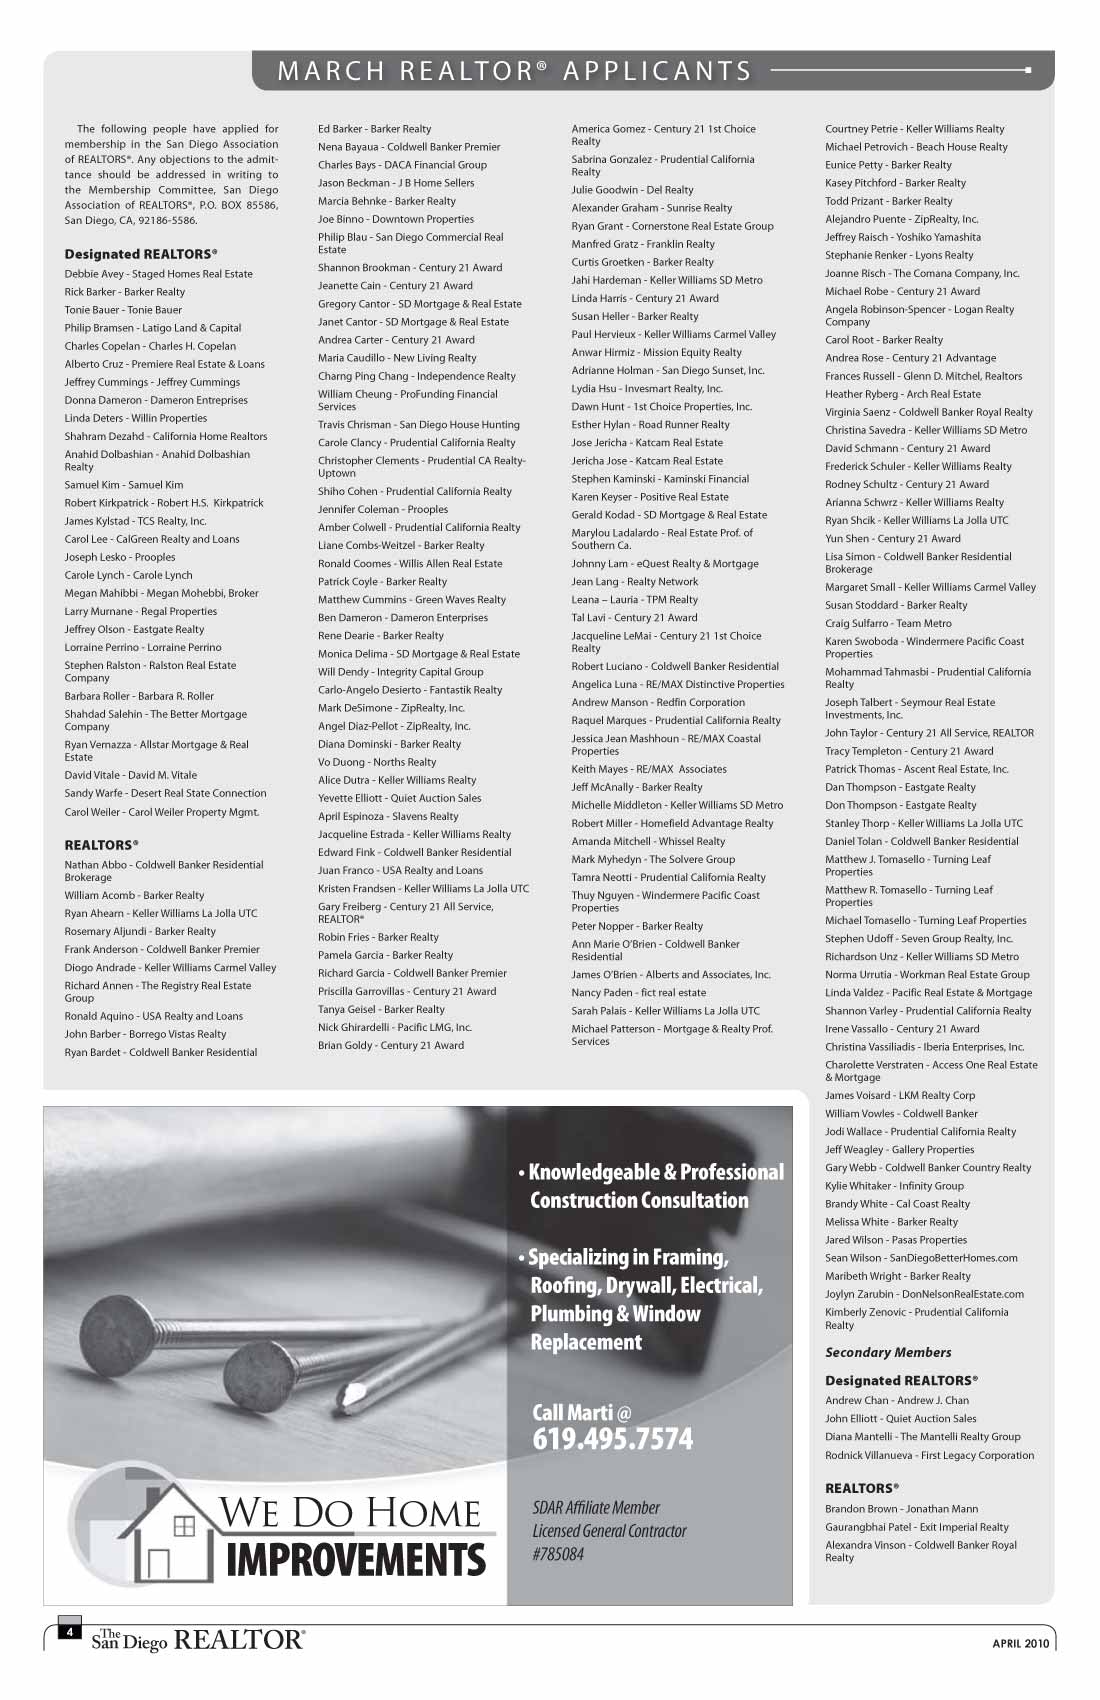 MARCH REALTOR® APPLICANTS
The following people have applied for
membership in the San Diego Association
of REALTORS®. Any objections to the admit-
tance should be addressed in writing to
the Membership Committee, San Diego
Association of REALTORS®, P.O. BOX 85586,
San Diego, CA, 92186-5586.
Designated REALTORS®
Debbie Avey - Staged Homes Real Estate
Rick Barker - Barker Realty
Tonie Bauer - Tonie Bauer
Philip Bramsen - Latigo Land & Capital
Charles Copelan - Charles H. Copelan
Alberto Cruz - Premiere Real Estate & Loans
Jeffrey Cummings - Jeffrey Cummings
Donna Dameron - Dameron Entreprises
Linda Deters - Willin Properties
Shahram Dezahd - California Home Realtors
Anahid Dolbashian - Anahid Dolbashian
Realty
Samuel Kim - Samuel Kim
Robert Kirkpatrick - Robert H.S. Kirkpatrick
James Kylstad - TCS Realty, Inc.
Carol Lee - CalGreen Realty and Loans
Joseph Lesko - Prooples
Carole Lynch - Carole Lynch
Megan Mahibbi - Megan Mohebbi, Broker
Larry Murnane - Regal Properties
Jeffrey Olson - Eastgate Realty
Lorraine Perrino - Lorraine Perrino
Stephen Ralston - Ralston Real Estate
Company
Barbara Roller - Barbara R. Roller
Shahdad Salehin - The Better Mortgage
Company
Ryan Vernazza - Allstar Mortgage & Real
Estate
David Vitale - David M. Vitale
Sandy Warfe - Desert Real State Connection
Carol Weiler - Carol Weiler Property Mgmt.
REALTORS®
Nathan Abbo - Coldwell Banker Residential
Brokerage
William Acomb - Barker Realty
Ryan Ahearn - Keller Williams La Jolla UTC
Rosemary Aljundi - Barker Realty
Frank Anderson - Coldwell Banker Premier
Diogo Andrade - Keller Williams Carmel Valley
Richard Annen - The Registry Real Estate
Group
Ronald Aquino - USA Realty and Loans
John Barber - Borrego Vistas Realty
Ryan Bardet - Coldwell Banker Residential
Ed Barker - Barker Realty
Nena Bayaua - Coldwell Banker Premier
Charles Bays - DACA Financial Group
Jason Beckman - J B Home Sellers
Marcia Behnke - Barker Realty
Joe Binno - Downtown Properties
Philip Blau - San Diego Commercial Real
Estate
Shannon Brookman - Century 21 Award
Jeanette Cain - Century 21 Award
Gregory Cantor - SD Mortgage & Real Estate
Janet Cantor - SD Mortgage & Real Estate
Andrea Carter - Century 21 Award
Maria Caudillo - New Living Realty
Charng Ping Chang - Independence Realty
William Cheung - ProFunding Financial
Services
Travis Chrisman - San Diego House Hunting
Carole Clancy - Prudential California Realty
Christopher Clements - Prudential CA Realty-
Uptown
Shiho Cohen - Prudential California Realty
Jennifer Coleman - Prooples
Amber Colwell - Prudential California Realty
Liane Combs-Weitzel - Barker Realty
Ronald Coomes - Willis Allen Real Estate
Patrick Coyle - Barker Realty
Matthew Cummins - Green Waves Realty
Ben Dameron - Dameron Enterprises
Rene Dearie - Barker Realty
Monica Delima - SD Mortgage & Real Estate
Will Dendy - Integrity Capital Group
Carlo-Angelo Desierto - Fantastik Realty
Mark DeSimone - ZipRealty, Inc.
Angel Diaz-Pellot - ZipRealty, Inc.
Diana Dominski - Barker Realty
Vo Duong - Norths Realty
Alice Dutra - Keller Williams Realty
Yevette Elliott - Quiet Auction Sales
April Espinoza - Slavens Realty
Jacqueline Estrada - Keller Williams Realty
Edward Fink - Coldwell Banker Residential
Juan Franco - USA Realty and Loans
Kristen Frandsen - Keller Williams La Jolla UTC
Gary Freiberg - Century 21 All Service,
REALTOR®
Robin Fries - Barker Realty
Pamela Garcia - Barker Realty
Richard Garcia - Coldwell Banker Premier
Priscilla Garrovillas - Century 21 Award
Tanya Geisel - Barker Realty
Nick Ghirardelli - Pacific LMG, Inc.
Brian Goldy - Century 21 Award
America Gomez - Century 21 1st Choice
Realty
Sabrina Gonzalez - Prudential California
Realty
Julie Goodwin - Del Realty
Alexander Graham - Sunrise Realty
Ryan Grant - Cornerstone Real Estate Group
Manfred Gratz - Franklin Realty
Curtis Groetken - Barker Realty
Jahi Hardeman - Keller Williams SD Metro
Linda Harris - Century 21 Award
Susan Heller - Barker Realty
Paul Hervieux - Keller Williams Carmel Valley
Anwar Hirmiz - Mission Equity Realty
Adrianne Holman - San Diego Sunset, Inc.
Lydia Hsu - Invesmart Realty, Inc.
Dawn Hunt - 1st Choice Properties, Inc.
Esther Hylan - Road Runner Realty
Jose Jericha - Katcam Real Estate
Jericha Jose - Katcam Real Estate
Stephen Kaminski - Kaminski Financial
Karen Keyser - Positive Real Estate
Gerald Kodad - SD Mortgage & Real Estate
Marylou Ladalardo - Real Estate Prof. of
Southern Ca.
Johnny Lam - eQuest Realty & Mortgage
Jean Lang - Realty Network
Leana – Lauria - TPM Realty
Tal Lavi - Century 21 Award
Jacqueline LeMai - Century 21 1st Choice
Realty
Robert Luciano - Coldwell Banker Residential
Angelica Luna - RE/MAX Distinctive Properties
Andrew Manson - Redfin Corporation
Raquel Marques - Prudential California Realty
Jessica Jean Mashhoun - RE/MAX Coastal
Properties
Keith Mayes - RE/MAX Associates
Jeff McAnally - Barker Realty
Michelle Middleton - Keller Williams SD Metro
Robert Miller - Homefield Advantage Realty
Amanda Mitchell - Whissel Realty
Mark Myhedyn - The Solvere Group
Tamra Neotti - Prudential California Realty
Thuy Nguyen - Windermere Pacific Coast
Properties
Peter Nopper - Barker Realty
Ann Marie O'Brien - Coldwell Banker
Residential
James O'Brien - Alberts and Associates, Inc.
Nancy Paden - fict real estate
Sarah Palais - Keller Williams La Jolla UTC
Michael Patterson - Mortgage & Realty Prof.
Services
Courtney Petrie - Keller Williams Realty
Michael Petrovich - Beach House Realty
Eunice Petty - Barker Realty
Kasey Pitchford - Barker Realty
Todd Prizant - Barker Realty
Alejandro Puente - ZipRealty, Inc.
Jeffrey Raisch - Yoshiko Yamashita
Stephanie Renker - Lyons Realty
Joanne Risch - The Comana Company, Inc.
Michael Robe - Century 21 Award
Angela Robinson-Spencer - Logan Realty
Company
Carol Root - Barker Realty
Andrea Rose - Century 21 Advantage
Frances Russell - Glenn D. Mitchel, Realtors
Heather Ryberg - Arch Real Estate
Virginia Saenz - Coldwell Banker Royal Realty
Christina Savedra - Keller Williams SD Metro
David Schmann - Century 21 Award
Frederick Schuler - Keller Williams Realty
Rodney Schultz - Century 21 Award
Arianna Schwrz - Keller Williams Realty
Ryan Shcik - Keller Williams La Jolla UTC
Yun Shen - Century 21 Award
Lisa Simon - Coldwell Banker Residential
Brokerage
Margaret Small - Keller Williams Carmel Valley
Susan Stoddard - Barker Realty
Craig Sulfarro - Team Metro
Karen Swoboda - Windermere Pacific Coast
Properties
Mohammad Tahmasbi - Prudential California
Realty
Joseph Talbert - Seymour Real Estate
Investments, Inc.
John Taylor - Century 21 All Service, REALTOR
Tracy Templeton - Century 21 Award
Patrick Thomas - Ascent Real Estate, Inc.
Dan Thompson - Eastgate Realty
Don Thompson - Eastgate Realty
Stanley Thorp - Keller Williams La Jolla UTC
Daniel Tolan - Coldwell Banker Residential
Matthew J. Tomasello - Turning Leaf
Properties
Matthew R. Tomasello - Turning Leaf
Properties
Michael Tomasello - Turning Leaf Properties
Stephen Udoff - Seven Group Realty, Inc.
Richardson Unz - Keller Williams SD Metro
Norma Urrutia - Workman Real Estate Group
Linda Valdez - Pacific Real Estate & Mortgage
Shannon Varley - Prudential California Realty
Irene Vassallo - Century 21 Award
Christina Vassiliadis - Iberia Enterprises, Inc.
Charolette Verstraten - Access One Real Estate
& Mortgage
James Voisard - LKM Realty Corp
William Vowles - Coldwell Banker
Jodi Wallace - Prudential California Realty
Jeff Weagley - Gallery Properties
Gary Webb - Coldwell Banker Country Realty
Kylie Whitaker - Infinity Group
Brandy White - Cal Coast Realty
Melissa White - Barker Realty
Jared Wilson - Pasas Properties
Sean Wilson - SanDiegoBetterHomes.com
Maribeth Wright - Barker Realty
Joylyn Zarubin - DonNelsonRealEstate.com
Kimberly Zenovic - Prudential California
Realty
Secondary Members
Designated REALTORS®
Andrew Chan - Andrew J. Chan
John Elliott - Quiet Auction Sales
Diana Mantelli - The Mantelli Realty Group
Rodnick Villanueva - First Legacy Corporation
REALTORS®
Brandon Brown - Jonathan Mann
Gaurangbhai Patel - Exit Imperial Realty
Alexandra Vinson - Coldwell Banker Royal
Realty
• Knowledgeable & Professional
Construction Consultation
• Specializing in Framing,
Roofing, Drywall, Electrical,
Plumbing & Window
Replacement
Call Marti @
619.495.7574
WE DO HOME
IMPROVEMENTS
SDAR Affiliate Member
Licensed General Contractor
#785084
4
The San Diego REALTOR®
APRIL 2010